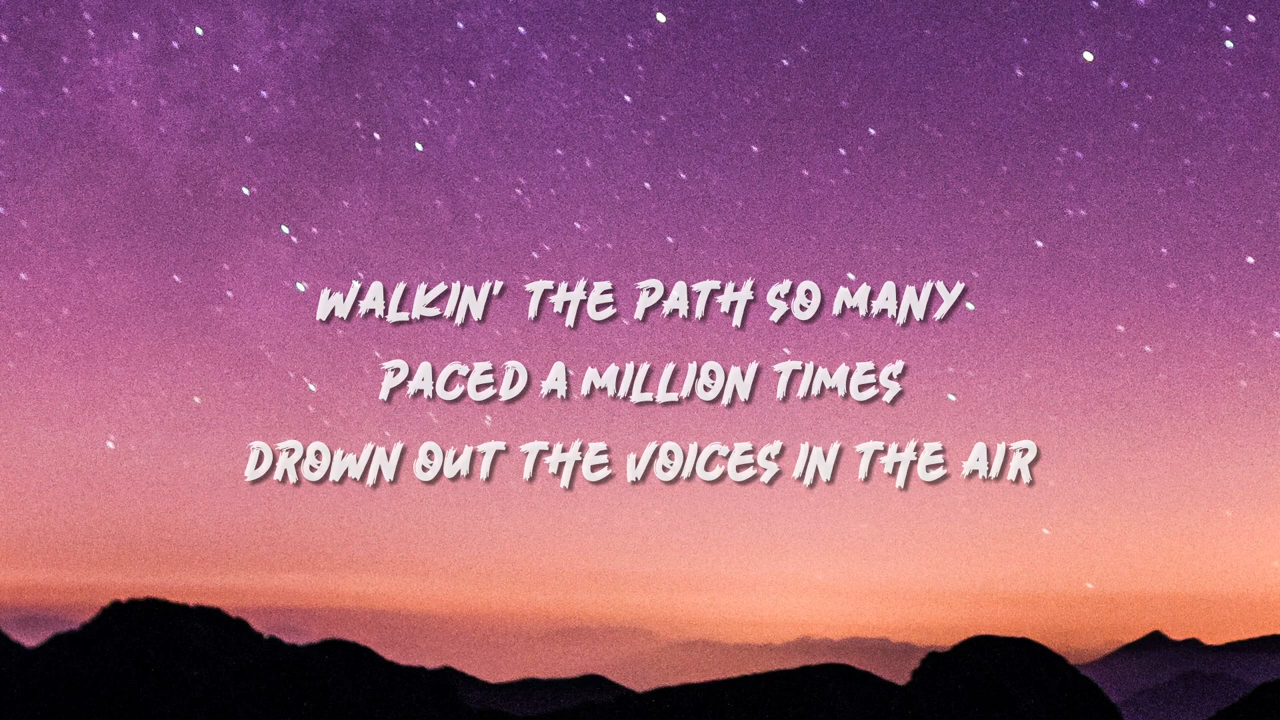 WALKIN' THE PATH SO MANY
PACED A MILLION TIMES
DROWN OUT THE VOICES IN THE AIR